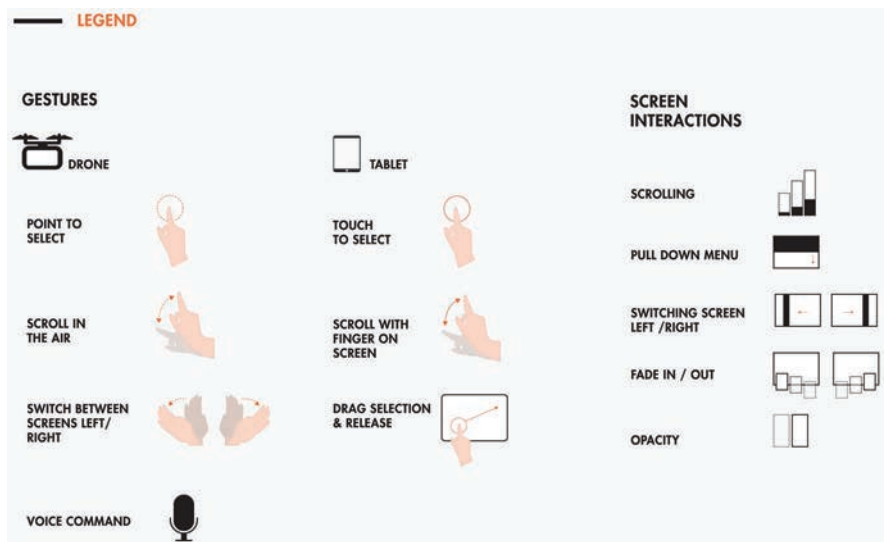 LEGEND
GESTURES
DRONE
POINT TO
SELECT
SCROLL IN
THE AIR
SWITCH BETWEEN
SCREENS LEFT/
RIGHT
VOICE COMMAND
TABLET
TOUCH
TO SELECT
SCROLL WITH
FINGER ON
SCREEN
DRAG SELECTION
& RELEASE
SCREEN
INTERACTIONS
SCROLLING
PULL DOWN MENU
SWITCHING SCREEN
LEFT /RIGHT
FADE IN / OUT
OPACITY